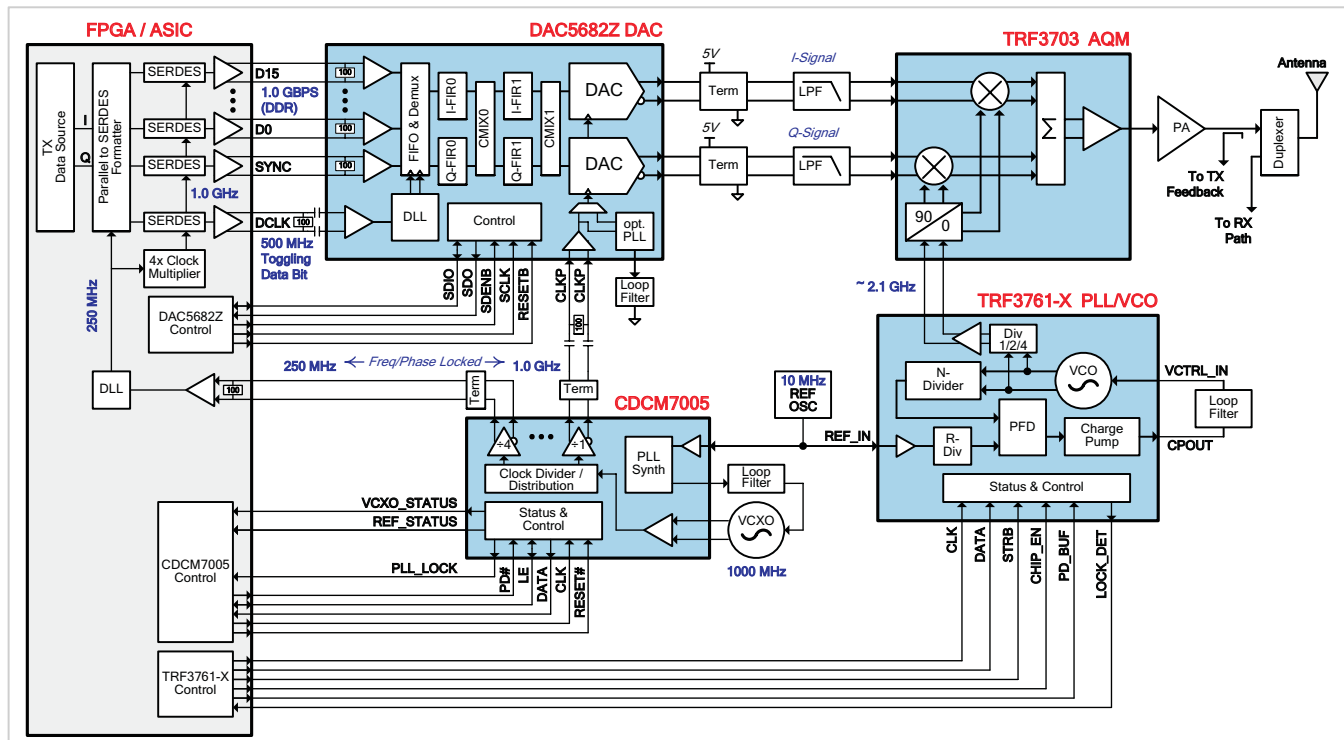 FPGA / ASIC
DAC5682Z DAC
TRF3703 AQM
TX
Data Source
I
Q
Parallel to SERDES
Formatter
SERDES
SERDES
SERDES
SERDES
4x Clock
Multiplier
D15
1.0 GBPS
(DDR)
D0
SYNC
1.0 GHz
DCLK
500 MHz
Toggling
Data Bit
100
100
100
100
FIFO & Demux
I-FIR0
Q-FIR0
CMIX0
I-FIR1
Q-FIR1
CMIX1
DAC
DAC
DLL
Control
opt.
PLL
Loop
Filter
SDIO
SDO
SDENB
SCLK
RESETB
CLKP
CLKP
100
5V
Term
I-Signal
LPF
5V
Term
Q-Signal
LPF
Σ
90
0
PA
Antenna
Duplexer
To TX
Feedback
To RX
Path
~ 2.1 GHz
250 MHz
DAC5682Z
Control
DLL
100
250 MHz
Freq/Phase Locked
1.0 GHz
Term
Term
CDCM7005
÷4
÷1
Clock Divider /
Distribution
PLL
Synth
Loop
Filter
Status &
Control
VCXO
1000 MHz
10 MHz
REF
OSC
REF_IN
TRF3761-X PLL/VCO
Div
1/2/4
N-
Divider
VCO
VCTRL_IN
Loop
Filter
R-
Div
PFD
Charge
Pump
CPOUT
Status & Control
CLK
DATA
STRB
CHIP_EN
PD_BUF
LOCK_DET
VCXO_STATUS
REF_STATUS
PLL_LOCK
PD#
LE
DATA
CLK
RESET#
CDCM7005
Control
TRF3761-X
Control